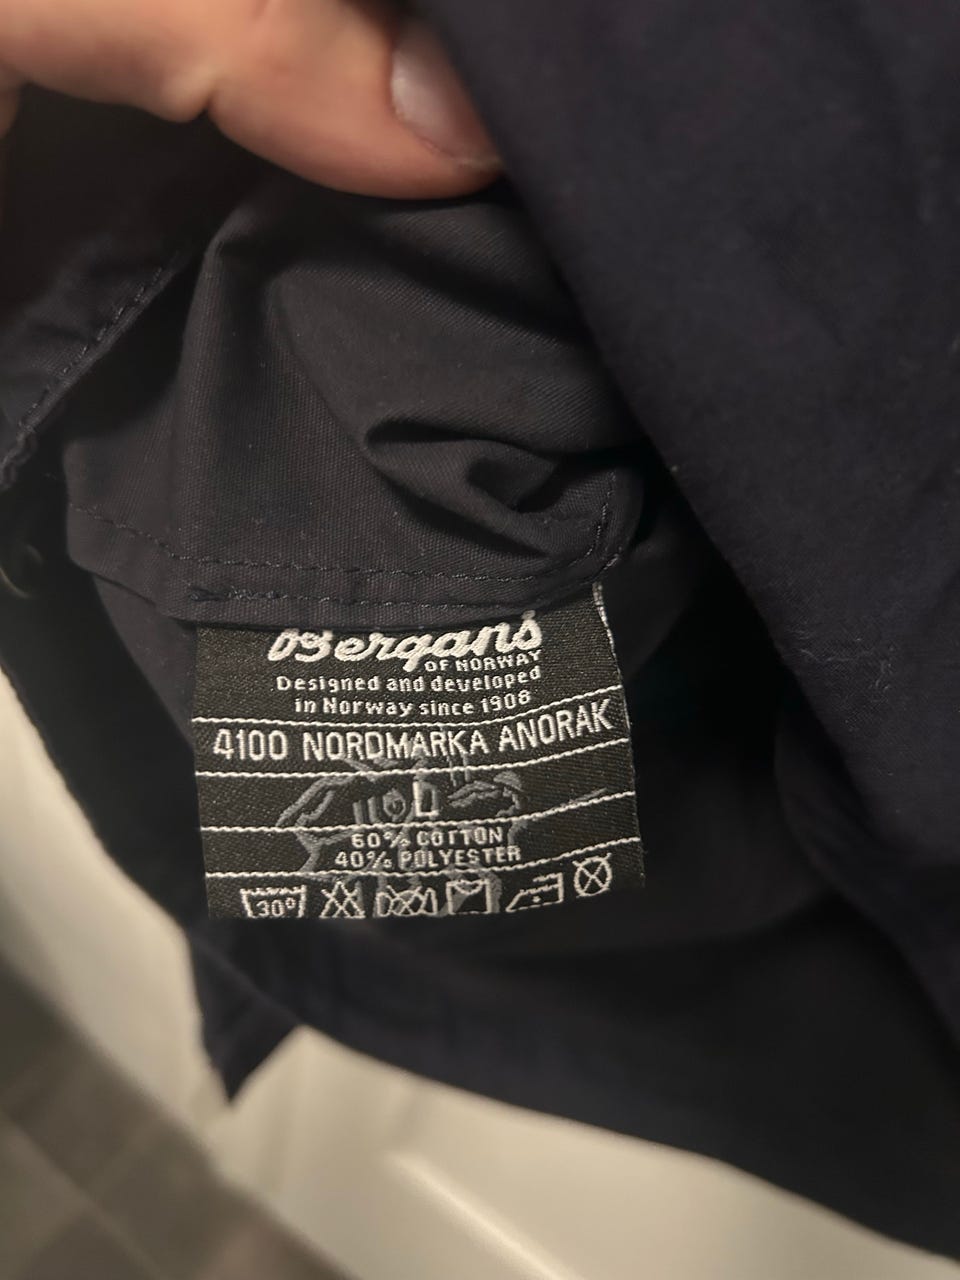 Bergans
OF NORWAY
Designed and developed
in Norway since 1908
4100 NORDMARKA ANORAK
L
60% COTTON
40% POLYESTER
30°